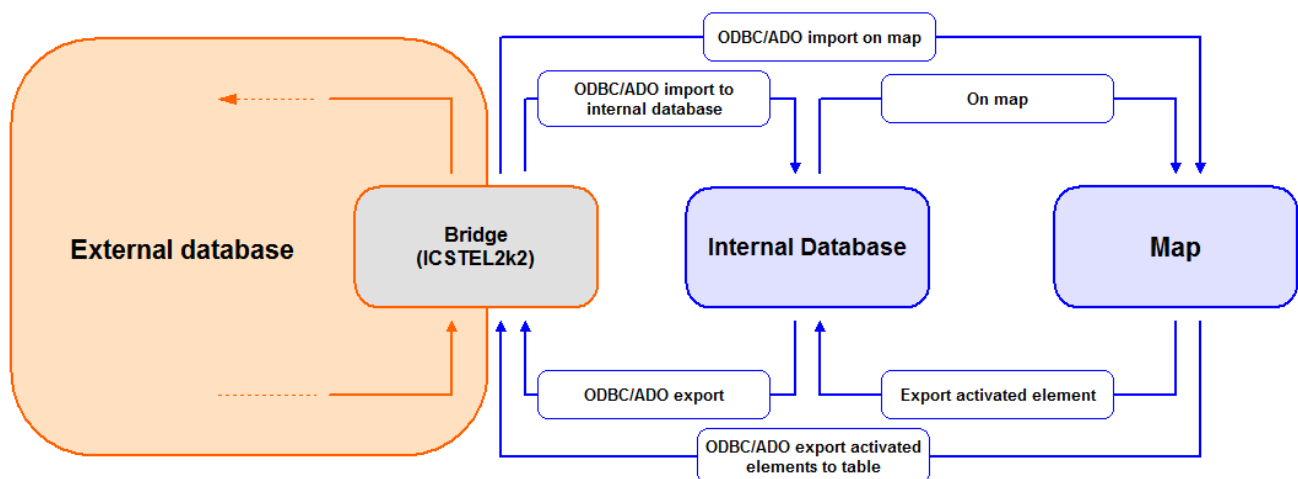 ODBC/ADO import on map
ODBC/ADO import to
internal database
On map
External database
Bridge
(ICSTEL2k2)
Internal Database
Map
ODBC/ADO export
Export activated element
ODBC/ADO export activated
elements to table